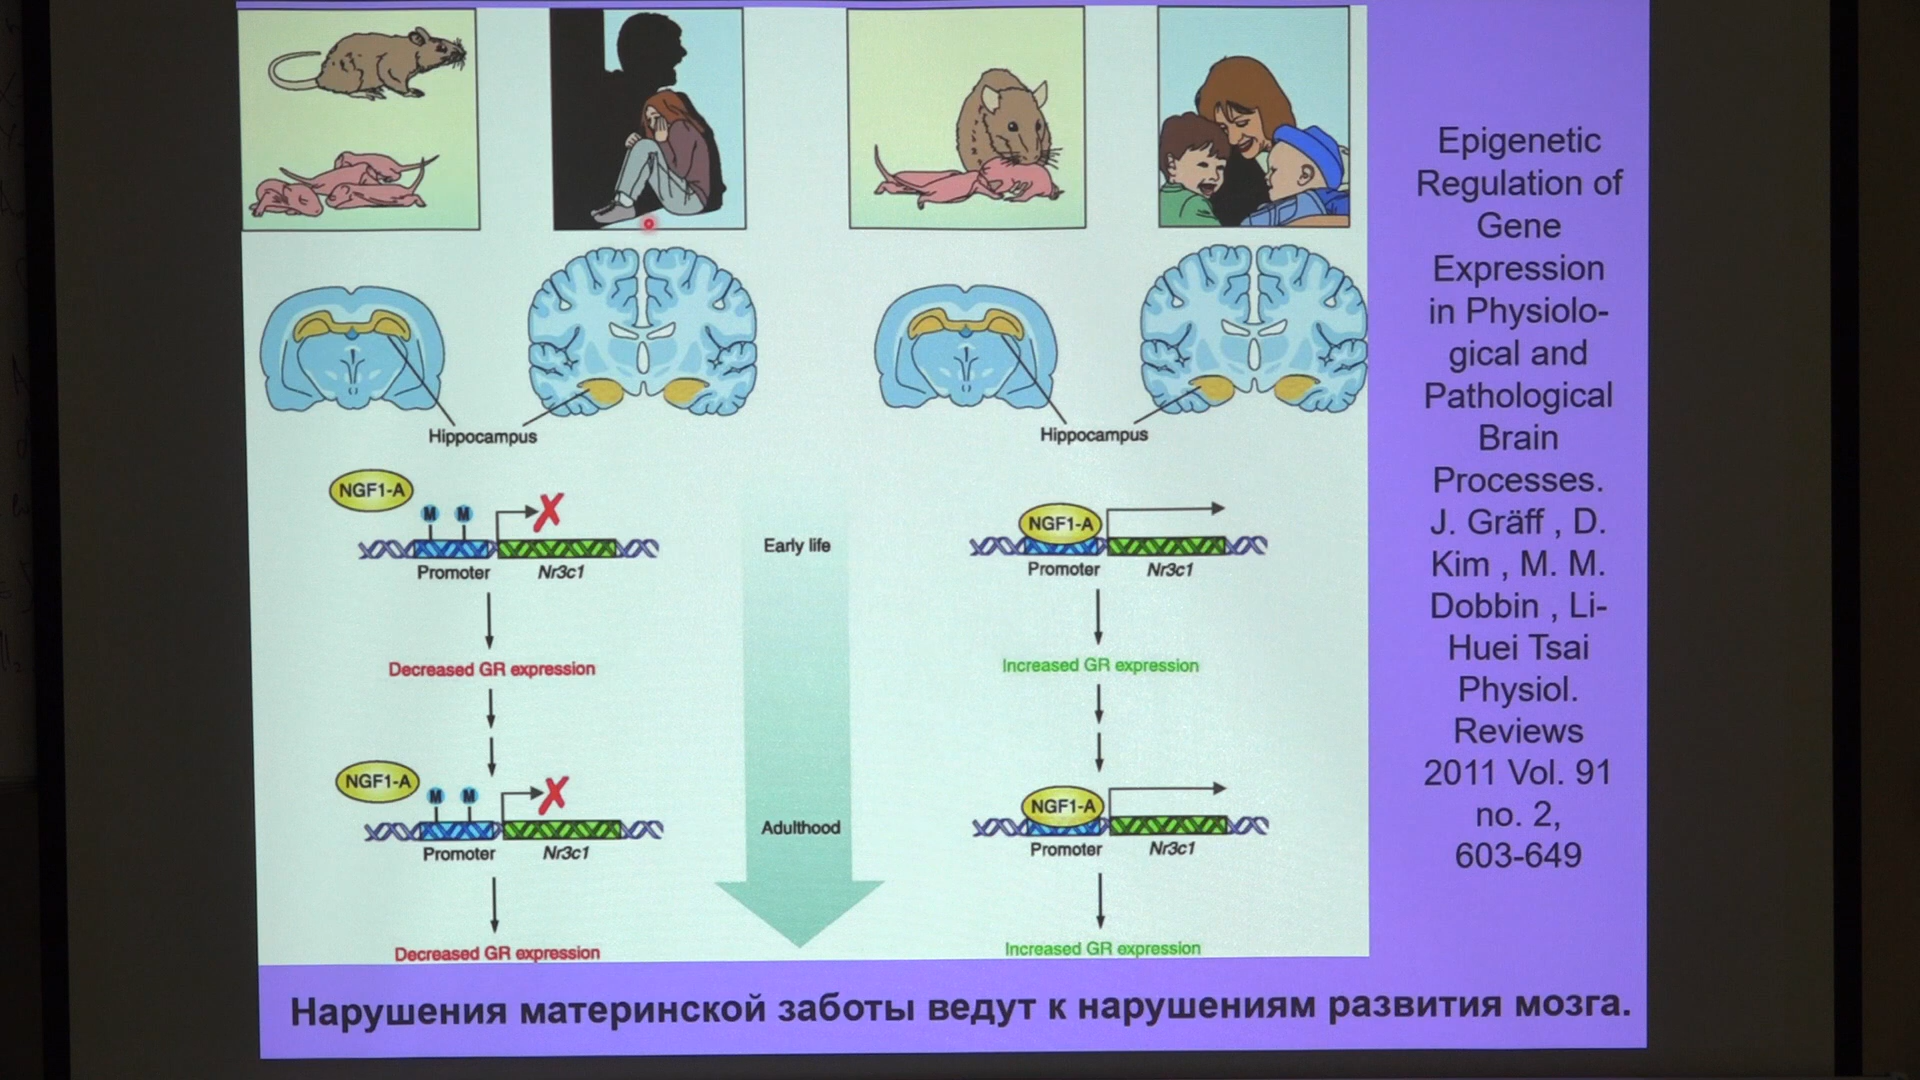 Hippocampus
Hippocampus
NGF1-A
M M
Promoter Nr3c1
Decreased GR expression
NGF1-A
M M
Promoter Nr3c1
Decreased GR expression
Early life
Adulthood
NGF1-A
Promoter Nr3c1
Increased GR expression
NGF1-A
Promoter Nr3c1
Increased GR expression
Epigenetic
Regulation of
Gene
Expression
in Physiolo-
gical and
Pathological
Brain
Processes.
J. Gräff , D.
Kim , M. M.
Dobbin , Li-
Huei Tsai
Physiol.
Reviews
2011 Vol. 91
no. 2,
603-649
Нарушения материнской заботы ведут к нарушениям развития мозга.